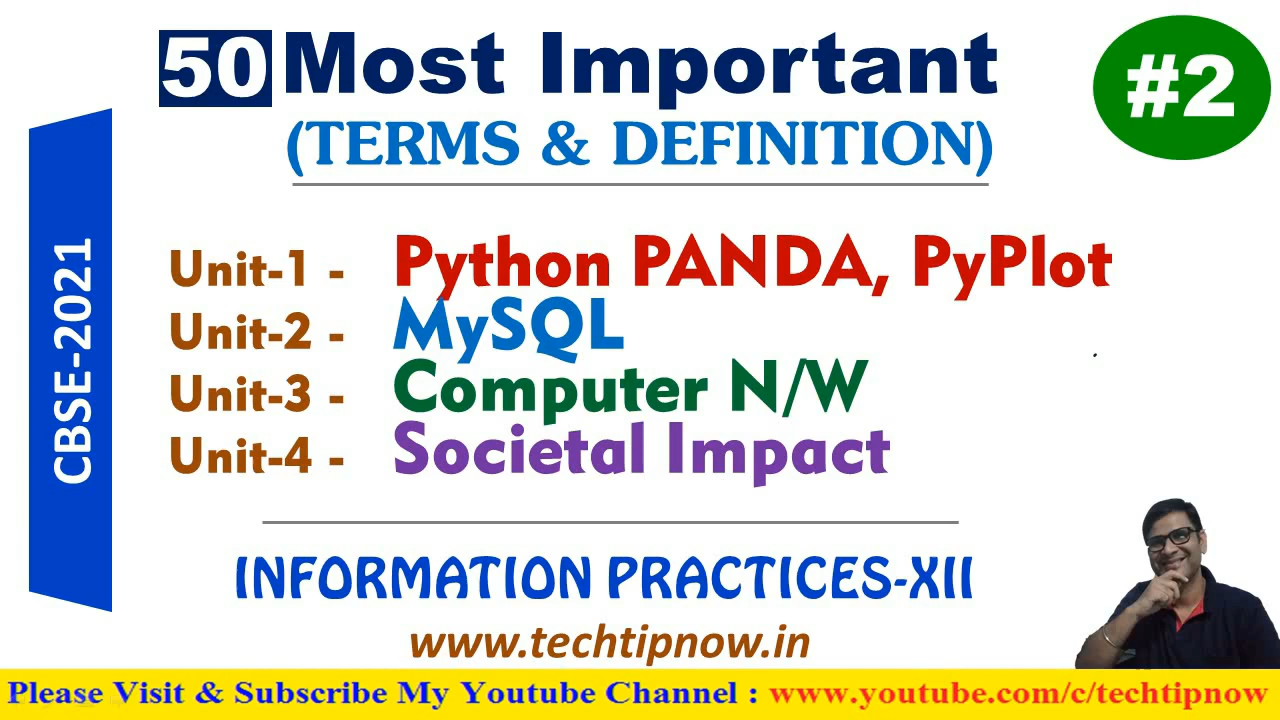 50 Most Important
#2
(TERMS & DEFINITION)
CBSE-2021
Unit-1 - Python PANDA, PyPlot
Unit-2 - MySQL
Unit-3 - Computer N/W
Unit-4 - Societal Impact
INFORMATION PRACTICES-XII
www.techtipnow.in
Please Visit & Subscribe My Youtube Channel : www.youtube.com/c/techtipnow